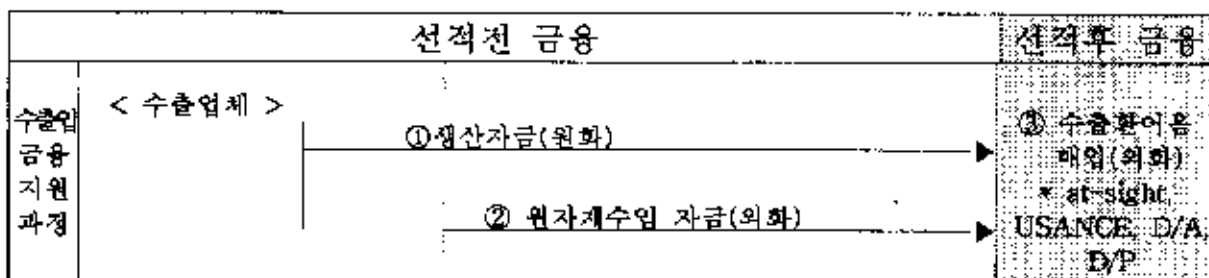 선적전 금융
선적후 금융
수출입
금융
지원
과정
< 수출업체 >
①생산자금(원화)
② 원자재수입 자금(외화)
③ 수출환어음
매입(외화)
* at-sight,
USANCE, D/A,
D/P